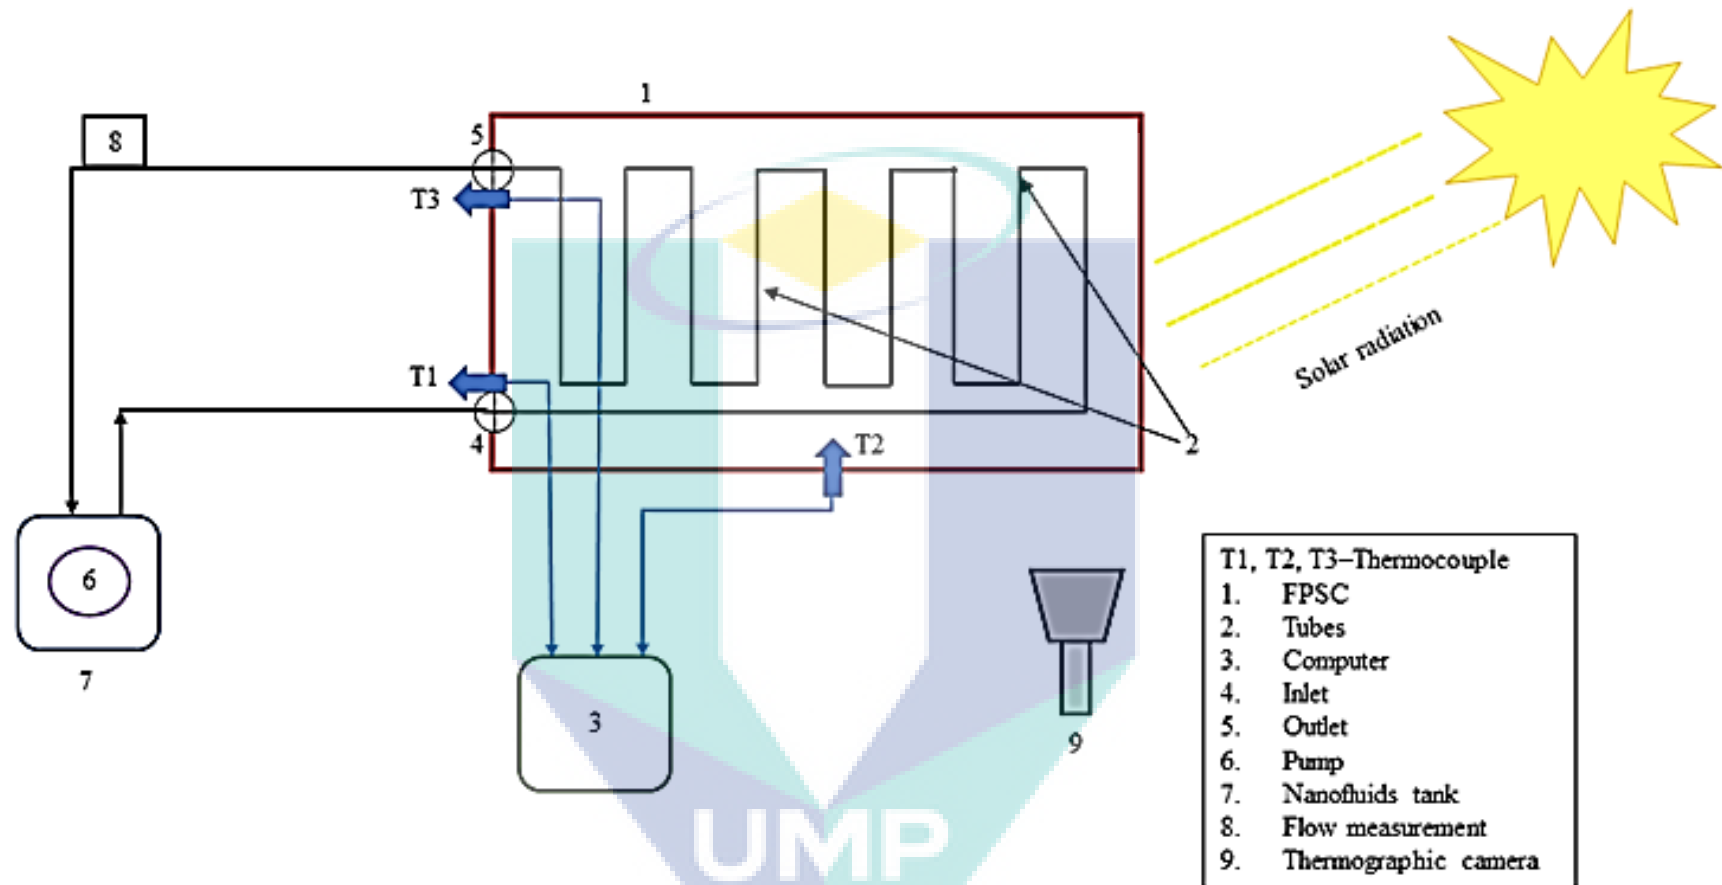 1
8
5
T3
T1
4
T2
2
Solar radiation
6
7
3
9
T1, T2, T3–Thermocouple
1. FPSC
2. Tubes
3. Computer
4. Inlet
5. Outlet
6. Pump
7. Nanofluids tank
8. Flow measurement
9. Thermographic camera
UMP